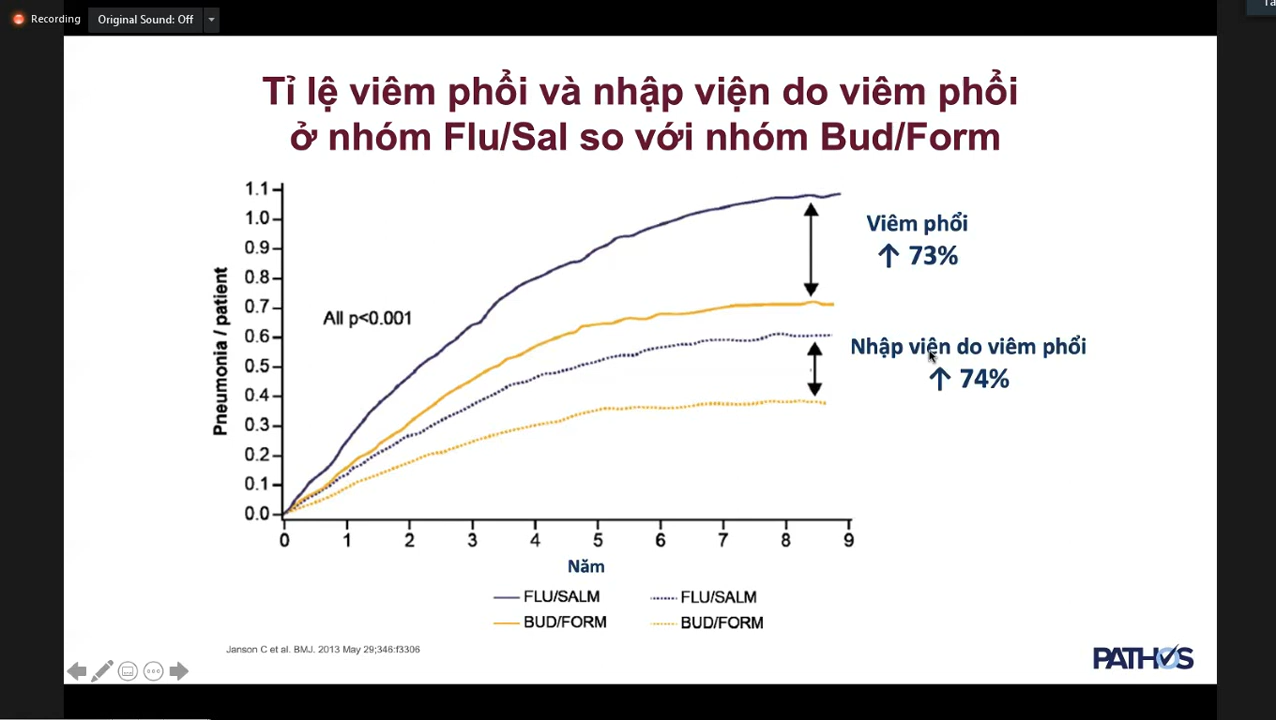 Recording
Original Sound: Off
Ta
Tỉ lệ viêm phổi và nhập viện do viêm phổi
ở nhóm Flu/Sal so với nhóm Bud/Form
Pneumonia / patient
1.1
1.0
0.9
0.8
0.7
0.6
0.5
0.4
0.3
0.2
0.1
0.0
All p<0.001
Viêm phổi
↑ 73%
Nhập viện do viêm phổi
↑ 74%
0 1 2 3 4 5 6 7 8 9
Năm
FLU/SALM FLU/SALM
BUD/FORM BUD/FORM
Janson C et al. BMJ. 2013 May 29;346:f3306
PATHOS